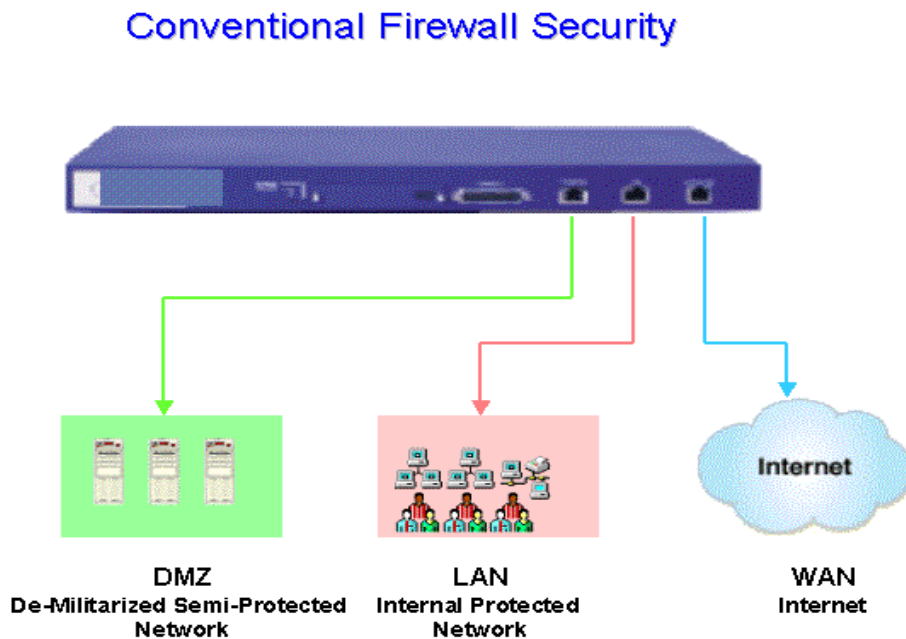 Conventional Firewall Security
Internet
DMZ
De-Militarized Semi-Protected
Network
LAN
Internal Protected
Network
WAN
Internet